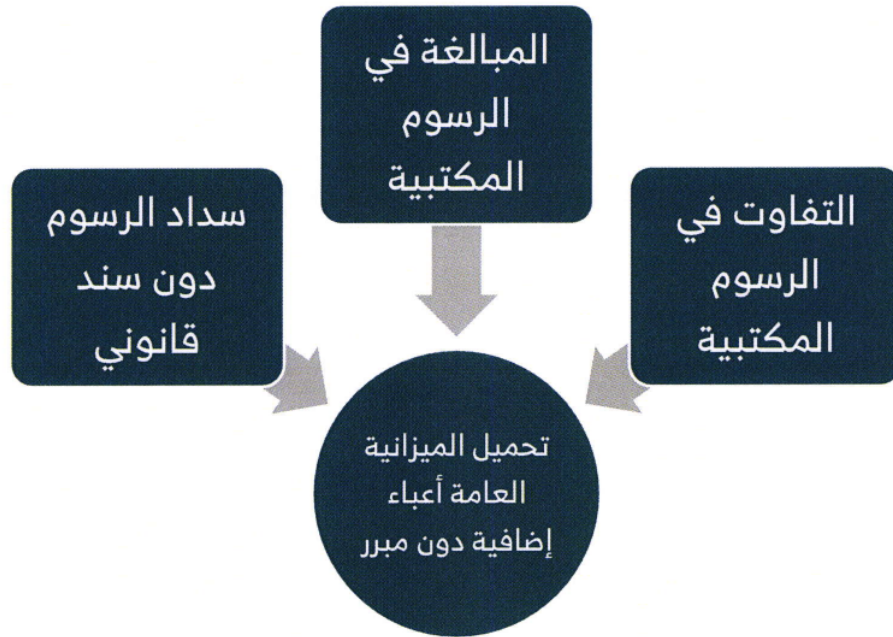 المبالغة في
الرسوم
المكتبية
التفاوت في
الرسوم
المكتبية
سداد الرسوم
دون سند
قانوني
تحميل الميزانية
العامة أعباء
إضافية دون مبرر